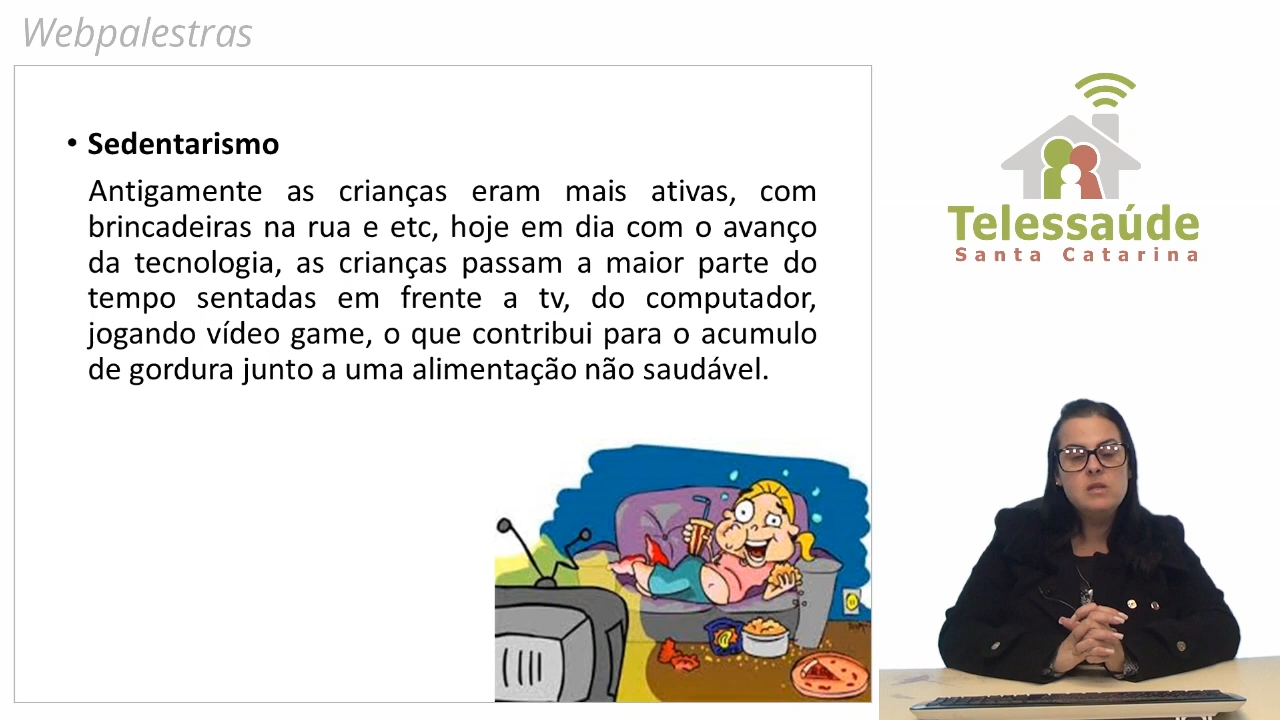 Webpalestras
• Sedentarismo
Antigamente as crianças eram mais ativas, com
brincadeiras na rua e etc, hoje em dia com o avanço
da tecnologia, as crianças passam a maior parte do
tempo sentadas em frente a tv, do computador,
jogando vídeo game, o que contribui para o acumulo
de gordura junto a uma alimentação não saudável.
Telessaúde
Santa Catarina